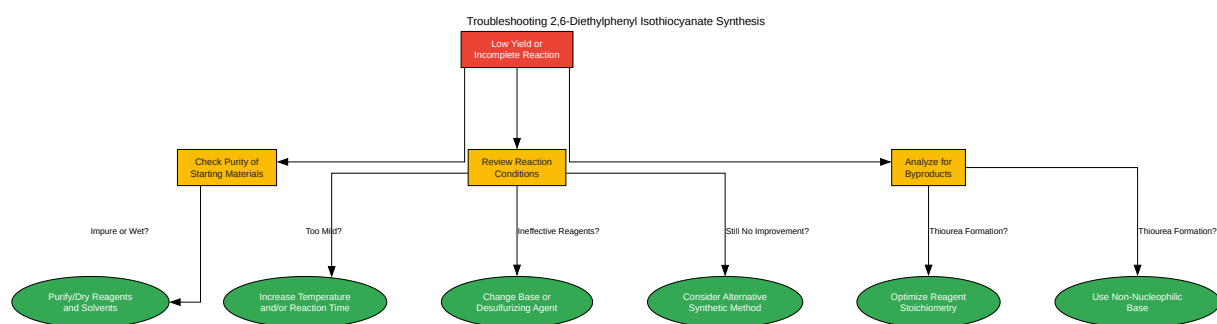 Troubleshooting 2,6-Diethylphenyl Isothiocyanate Synthesis
Low Yield or
Incomplete Reaction
Check Purity of
Starting Materials
Review Reaction
Conditions
Analyze for
Byproducts
Impure or Wet?
Too Mild?
Ineffective Reagents?
Still No Improvement?
Thiourea Formation?
Thiourea Formation?
Purify/Dry Reagents
and Solvents
Increase Temperature
and/or Reaction Time
Change Base or
Desulfurizing Agent
Consider Alternative
Synthetic Method
Optimize Reagent
Stoichiometry
Use Non-Nucleophilic
Base